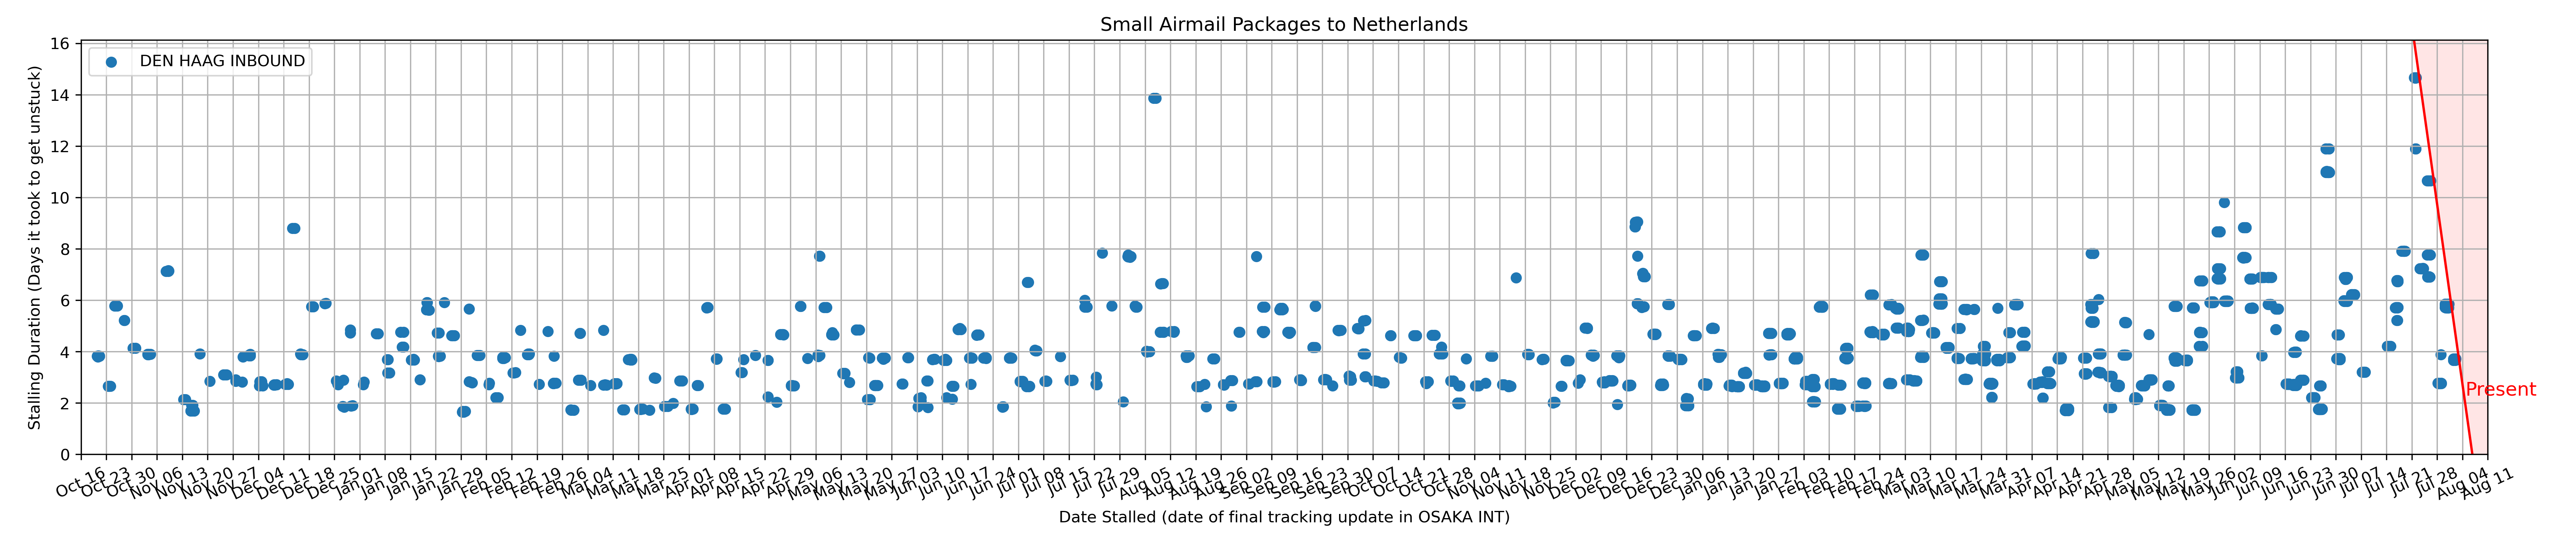 Small Airmail Packages to Netherlands
DEN HAAG INBOUND
Stalling Duration (Days it took to get unstuck)
16
14
12
10
8
6
4
2
0
Present
Oct 16
Oct 23
Oct 30
Nov 06
Nov 13
Nov 20
Nov 27
Dec 04
Dec 11
Dec 18
Dec 25
Jan 01
Jan 08
Jan 15
Jan 22
Jan 29
Feb 05
Feb 12
Feb 19
Feb 26
Mar 04
Mar 11
Mar 18
Mar 25
Apr 01
Apr 08
Apr 15
Apr 22
Apr 29
May 06
May 13
May 20
May 27
Jun 03
Jun 10
Jun 17
Jun 24
Jul 01
Jul 08
Jul 15
Jul 22
Jul 29
Aug 05
Aug 12
Aug 19
Aug 26
Sep 02
Sep 09
Sep 16
Sep 23
Sep 30
Oct 07
Oct 14
Oct 21
Oct 28
Nov 04
Nov 11
Nov 18
Nov 25
Dec 02
Dec 09
Dec 16
Dec 23
Dec 30
Jan 06
Jan 13
Jan 20
Jan 27
Feb 03
Feb 10
Feb 17
Feb 24
Mar 03
Mar 10
Mar 17
Mar 24
Mar 31
Apr 07
Apr 14
Apr 21
Apr 28
May 05
May 12
May 19
May 26
Jun 02
Jun 09
Jun 16
Jun 23
Jun 30
Jul 07
Jul 14
Jul 21
Jul 28
Aug 04
Aug 11
Date Stalled (date of final tracking update in OSAKA INT)